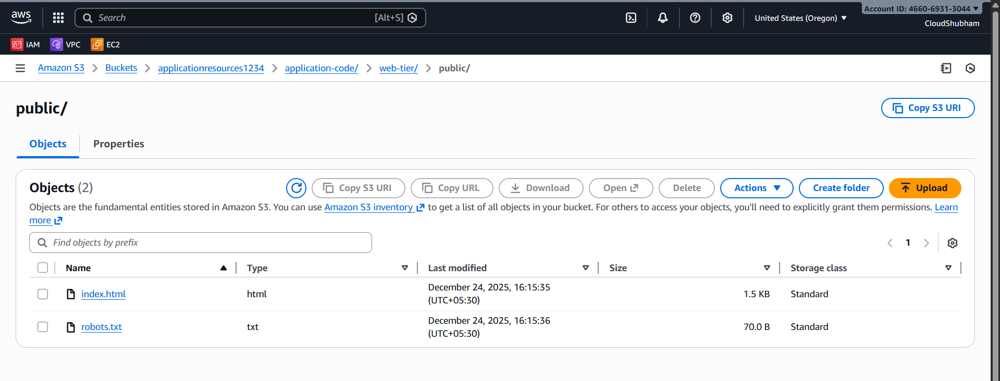 aws
Search
[Alt+S]
United States (Oregon)
Account ID: 4660-6931-3044
CloudShubham
IAM
VPC
EC2
Amazon S3
Buckets
applicationresources1234
application-code/
web-tier/
public/
public/
Copy S3 URI
Objects
Properties
Objects (2)
Copy S3 URI
Copy URL
Download
Open
Delete
Actions
Create folder
Upload
Objects are the fundamental entities stored in Amazon S3. You can use Amazon S3 inventory to get a list of all objects in your bucket. For others to access your objects, you'll need to explicitly grant them permissions. Learn
more
Find objects by prefix
1
Name
Type
Last modified
Size
Storage class
index.html
html
December 24, 2025, 16:15:35
(UTC+05:30)
1.5 KB
Standard
robots.txt
txt
December 24, 2025, 16:15:36
(UTC+05:30)
70.0 B
Standard